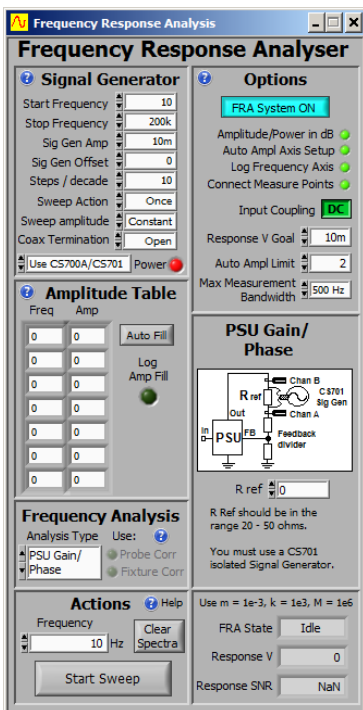 Frequency Response Analysis
Frequency Response Analyser
? Signal Generator
Start Frequency 10
Stop Frequency 200k
Sig Gen Amp 10m
Sig Gen Offset 0
Steps / decade 10
Sweep Action Once
Sweep amplitude Constant
Coax Termination Open
Use CS700A/CS701 Power
? Options
FRA System ON
Amplitude/Power in dB
Auto Ampl Axis Setup
Log Frequency Axis
Connect Measure Points
Input Coupling DC
Response V Goal 10m
Auto Ampl Limit 2
Max Measurement
Bandwidth 500 Hz
? Amplitude Table
Freq Amp
0 0
0 0
0 0
0 0
0 0
0 0
0 0
Auto Fill
Log
Amp Fill
PSU Gain/
Phase
Chan B
R ref
CS701
Sig Gen
Out
Chan A
In
PSU
FB
Feedback
divider
R ref 0
R Ref should be in the
range 20 - 50 ohms.
You must use a CS701
isolated Signal Generator.
Frequency Analysis
Analysis Type Use: ?
PSU Gain/
Phase
Probe Corr
Fixture Corr
Actions ? Help
Frequency
10 Hz
Clear
Spectra
Start Sweep
Use m = 1e-3, k = 1e3, M = 1e6
FRA State Idle
Response V 0
Response SNR NaN